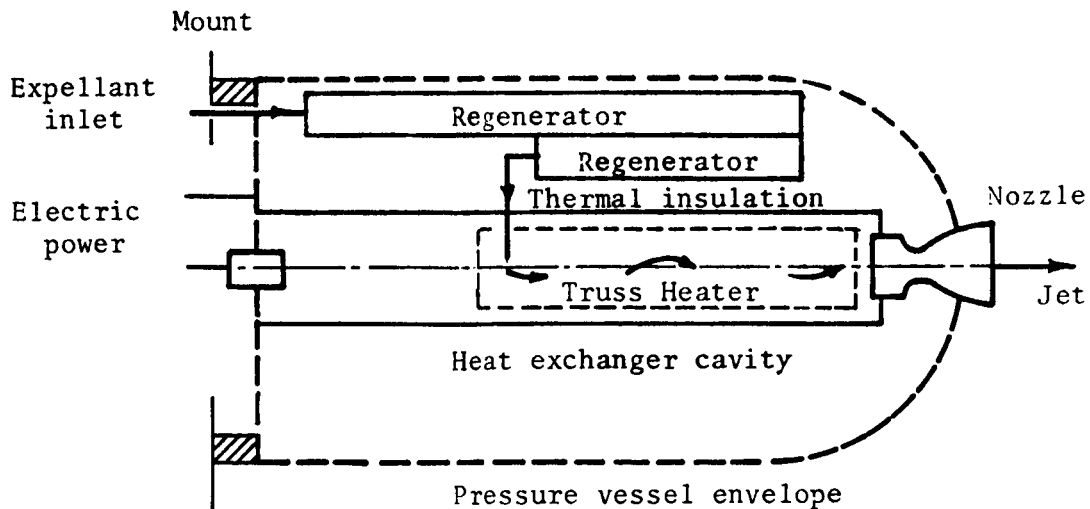 Mount
Expellant
inlet
Regenerator
Regenerator
Thermal insulation
Electric
power
Nozzle
Truss Heater
Jet
Heat exchanger cavity
Pressure vessel envelope